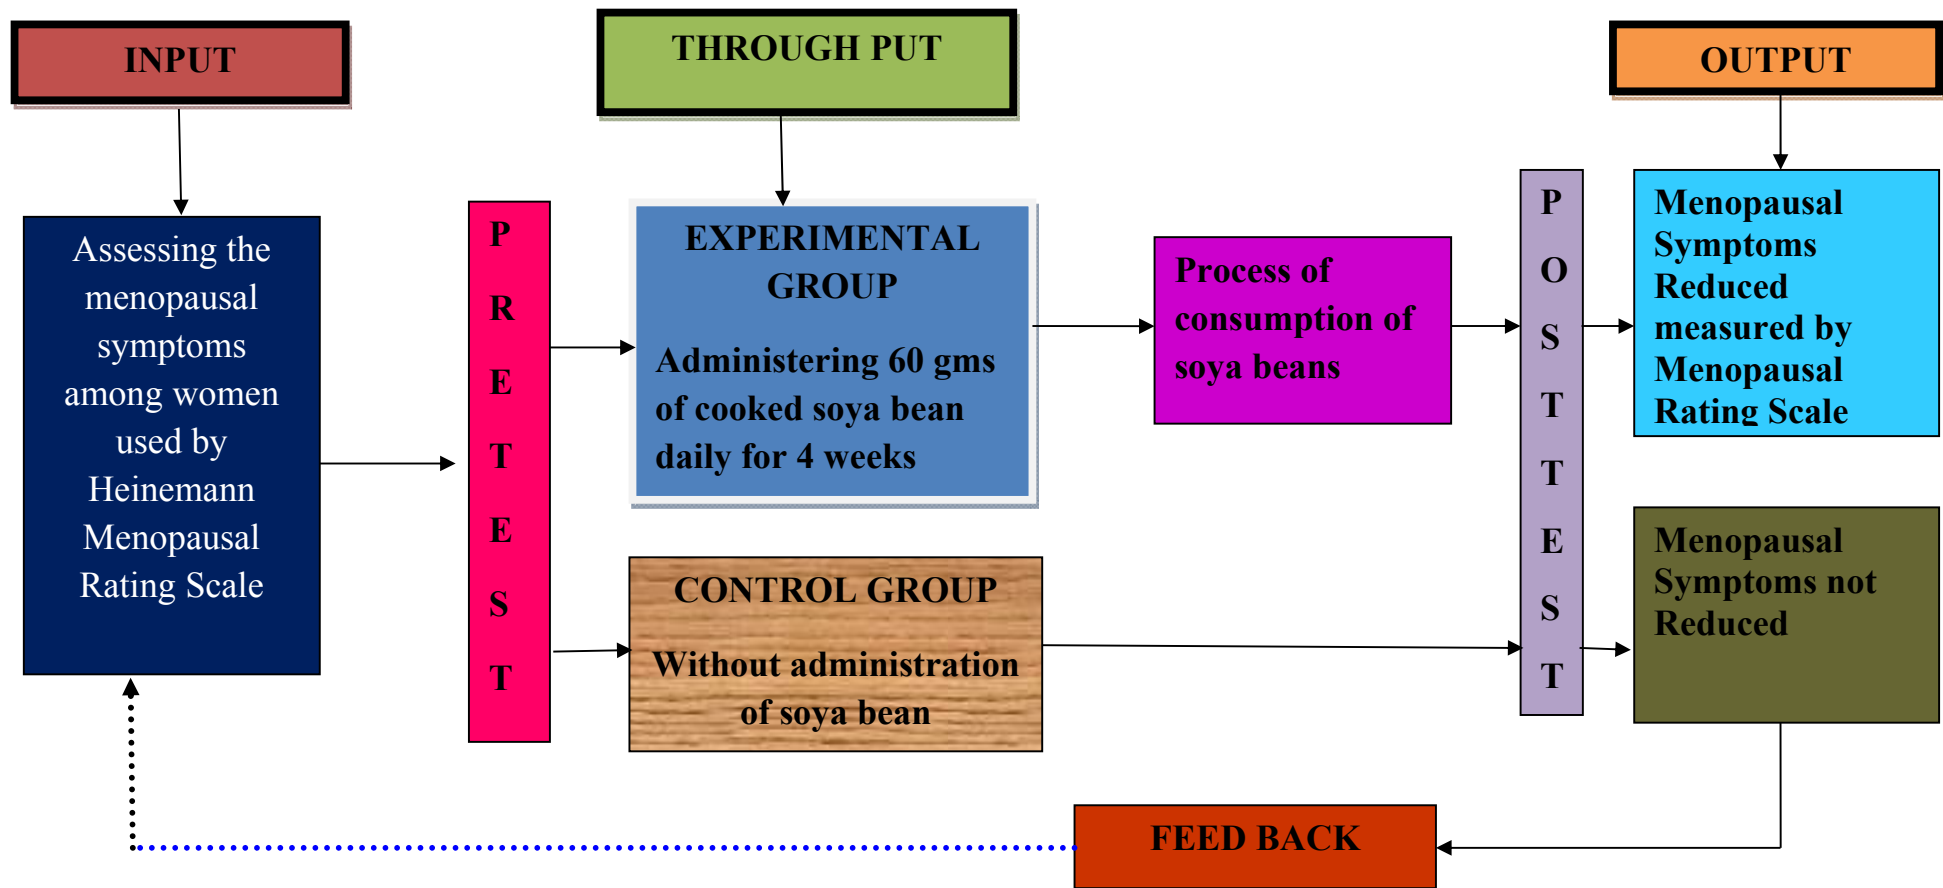 INPUT
THROUGH PUT
OUTPUT
Assessing the
menopausal
symptoms
among women
used by
Heinemann
Menopausal
Rating Scale
P
R
E
T
E
S
T
EXPERIMENTAL
GROUP
Administering 60 gms
of cooked soya bean
daily for 4 weeks
CONTROL GROUP
Without administration
of soya bean
Process of
consumption of
soya beans
P
O
S
T
T
E
S
T
Menopausal
Symptoms
Reduced
measured by
Menopausal
Rating Scale
Menopausal
Symptoms not
Reduced
FEED BACK